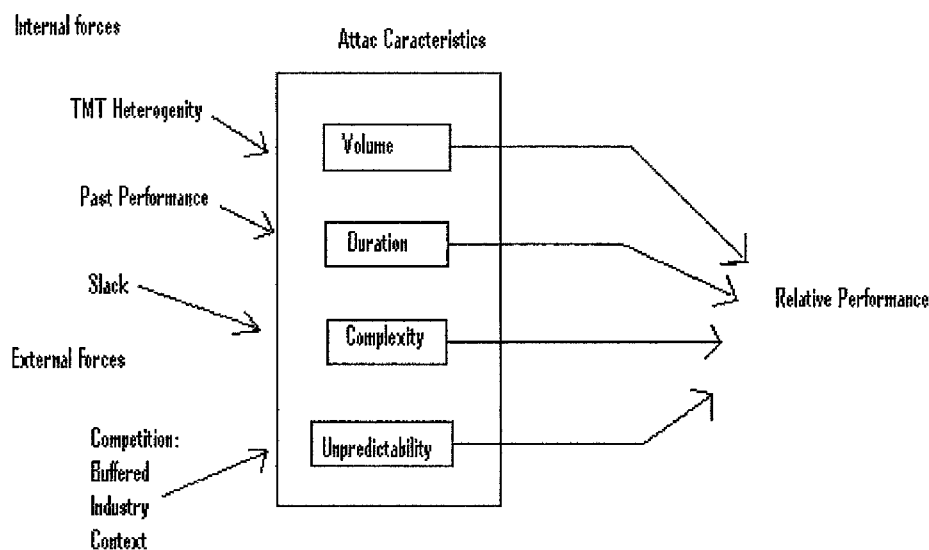 Internal forces
Attac Caracteristics
TMT Heterogenity
Volume
Past Performance
Duration
Slack
Relative Performance
Complexity
External Forces
Competition:
Buffered
Industry
Context
Unpredictability